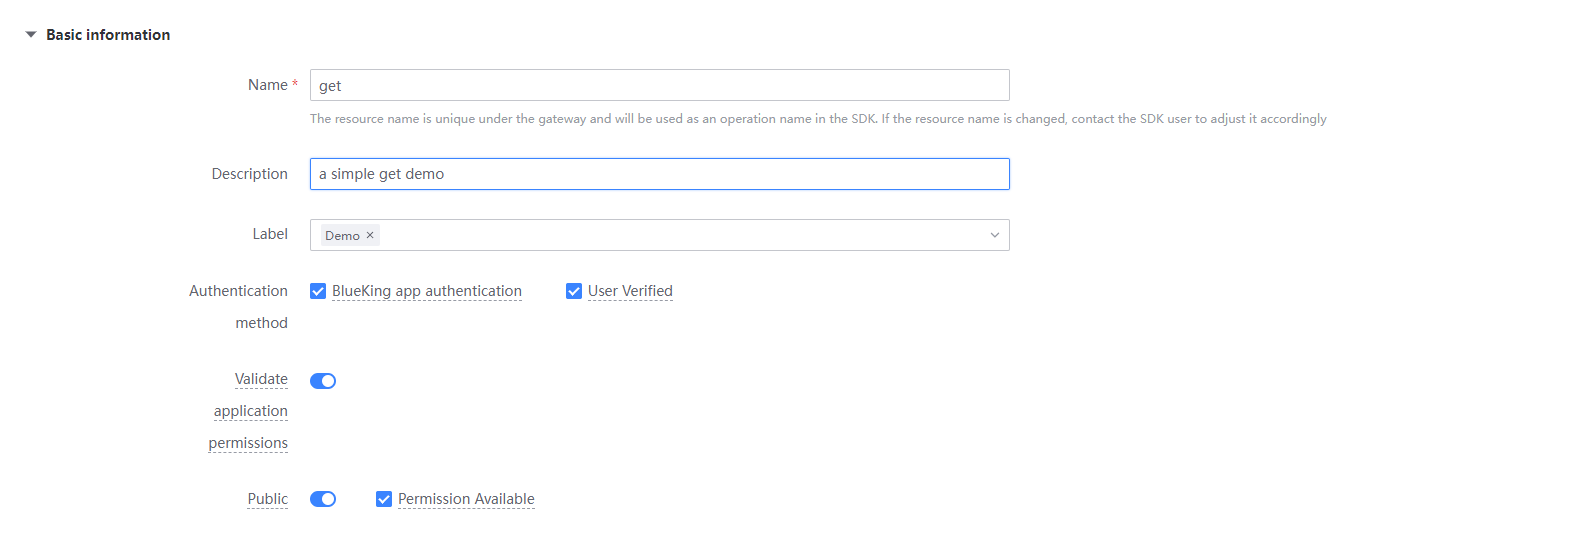 Basic information
Name *
get
The resource name is unique under the gateway and will be used as an operation name in the SDK. If the resource name is changed, contact the SDK user to adjust it accordingly
Description
a simple get demo
Label
Demo ×
Authentication
method
BlueKing app authentication
User Verified
Validate
application
permissions
Public
Permission Available